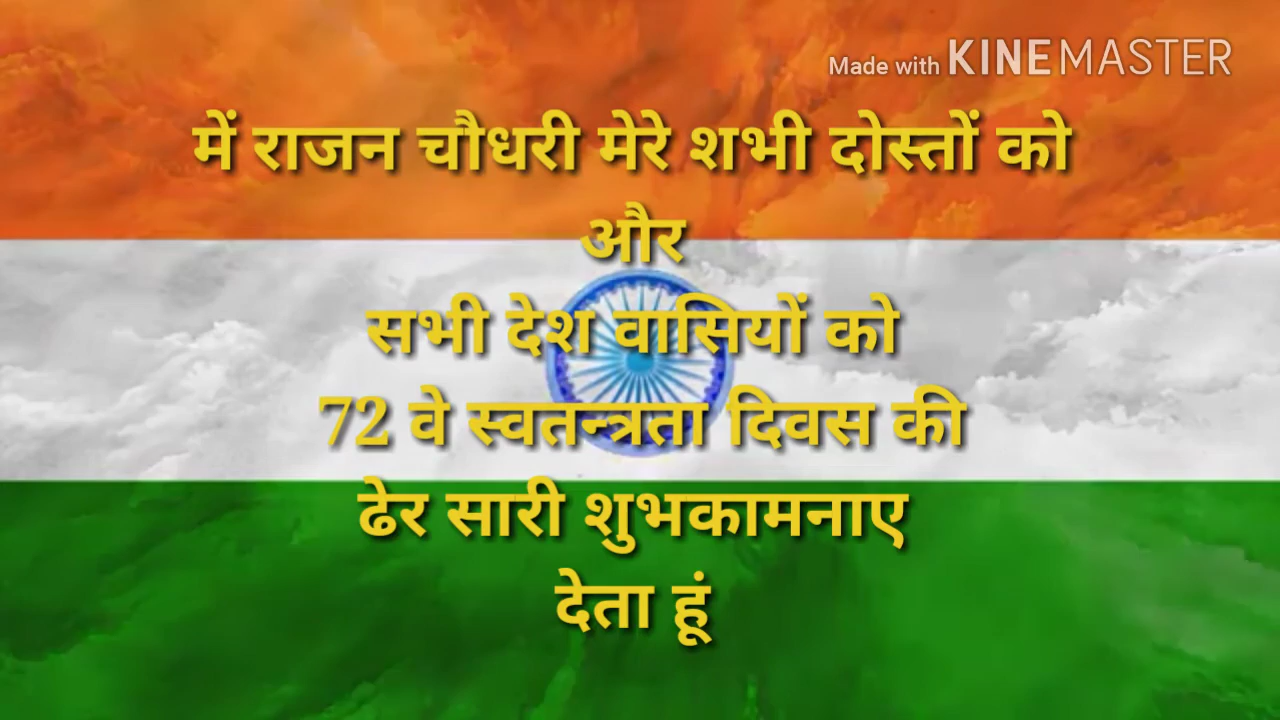 Made with KINEMASTER
में राजन चौधरी मेरे शभी दोस्तों को
और
सभी देश वासियों को
72 वे स्वतन्त्रता दिवस की
ढेर सारी शुभकामनाए
देता हूं